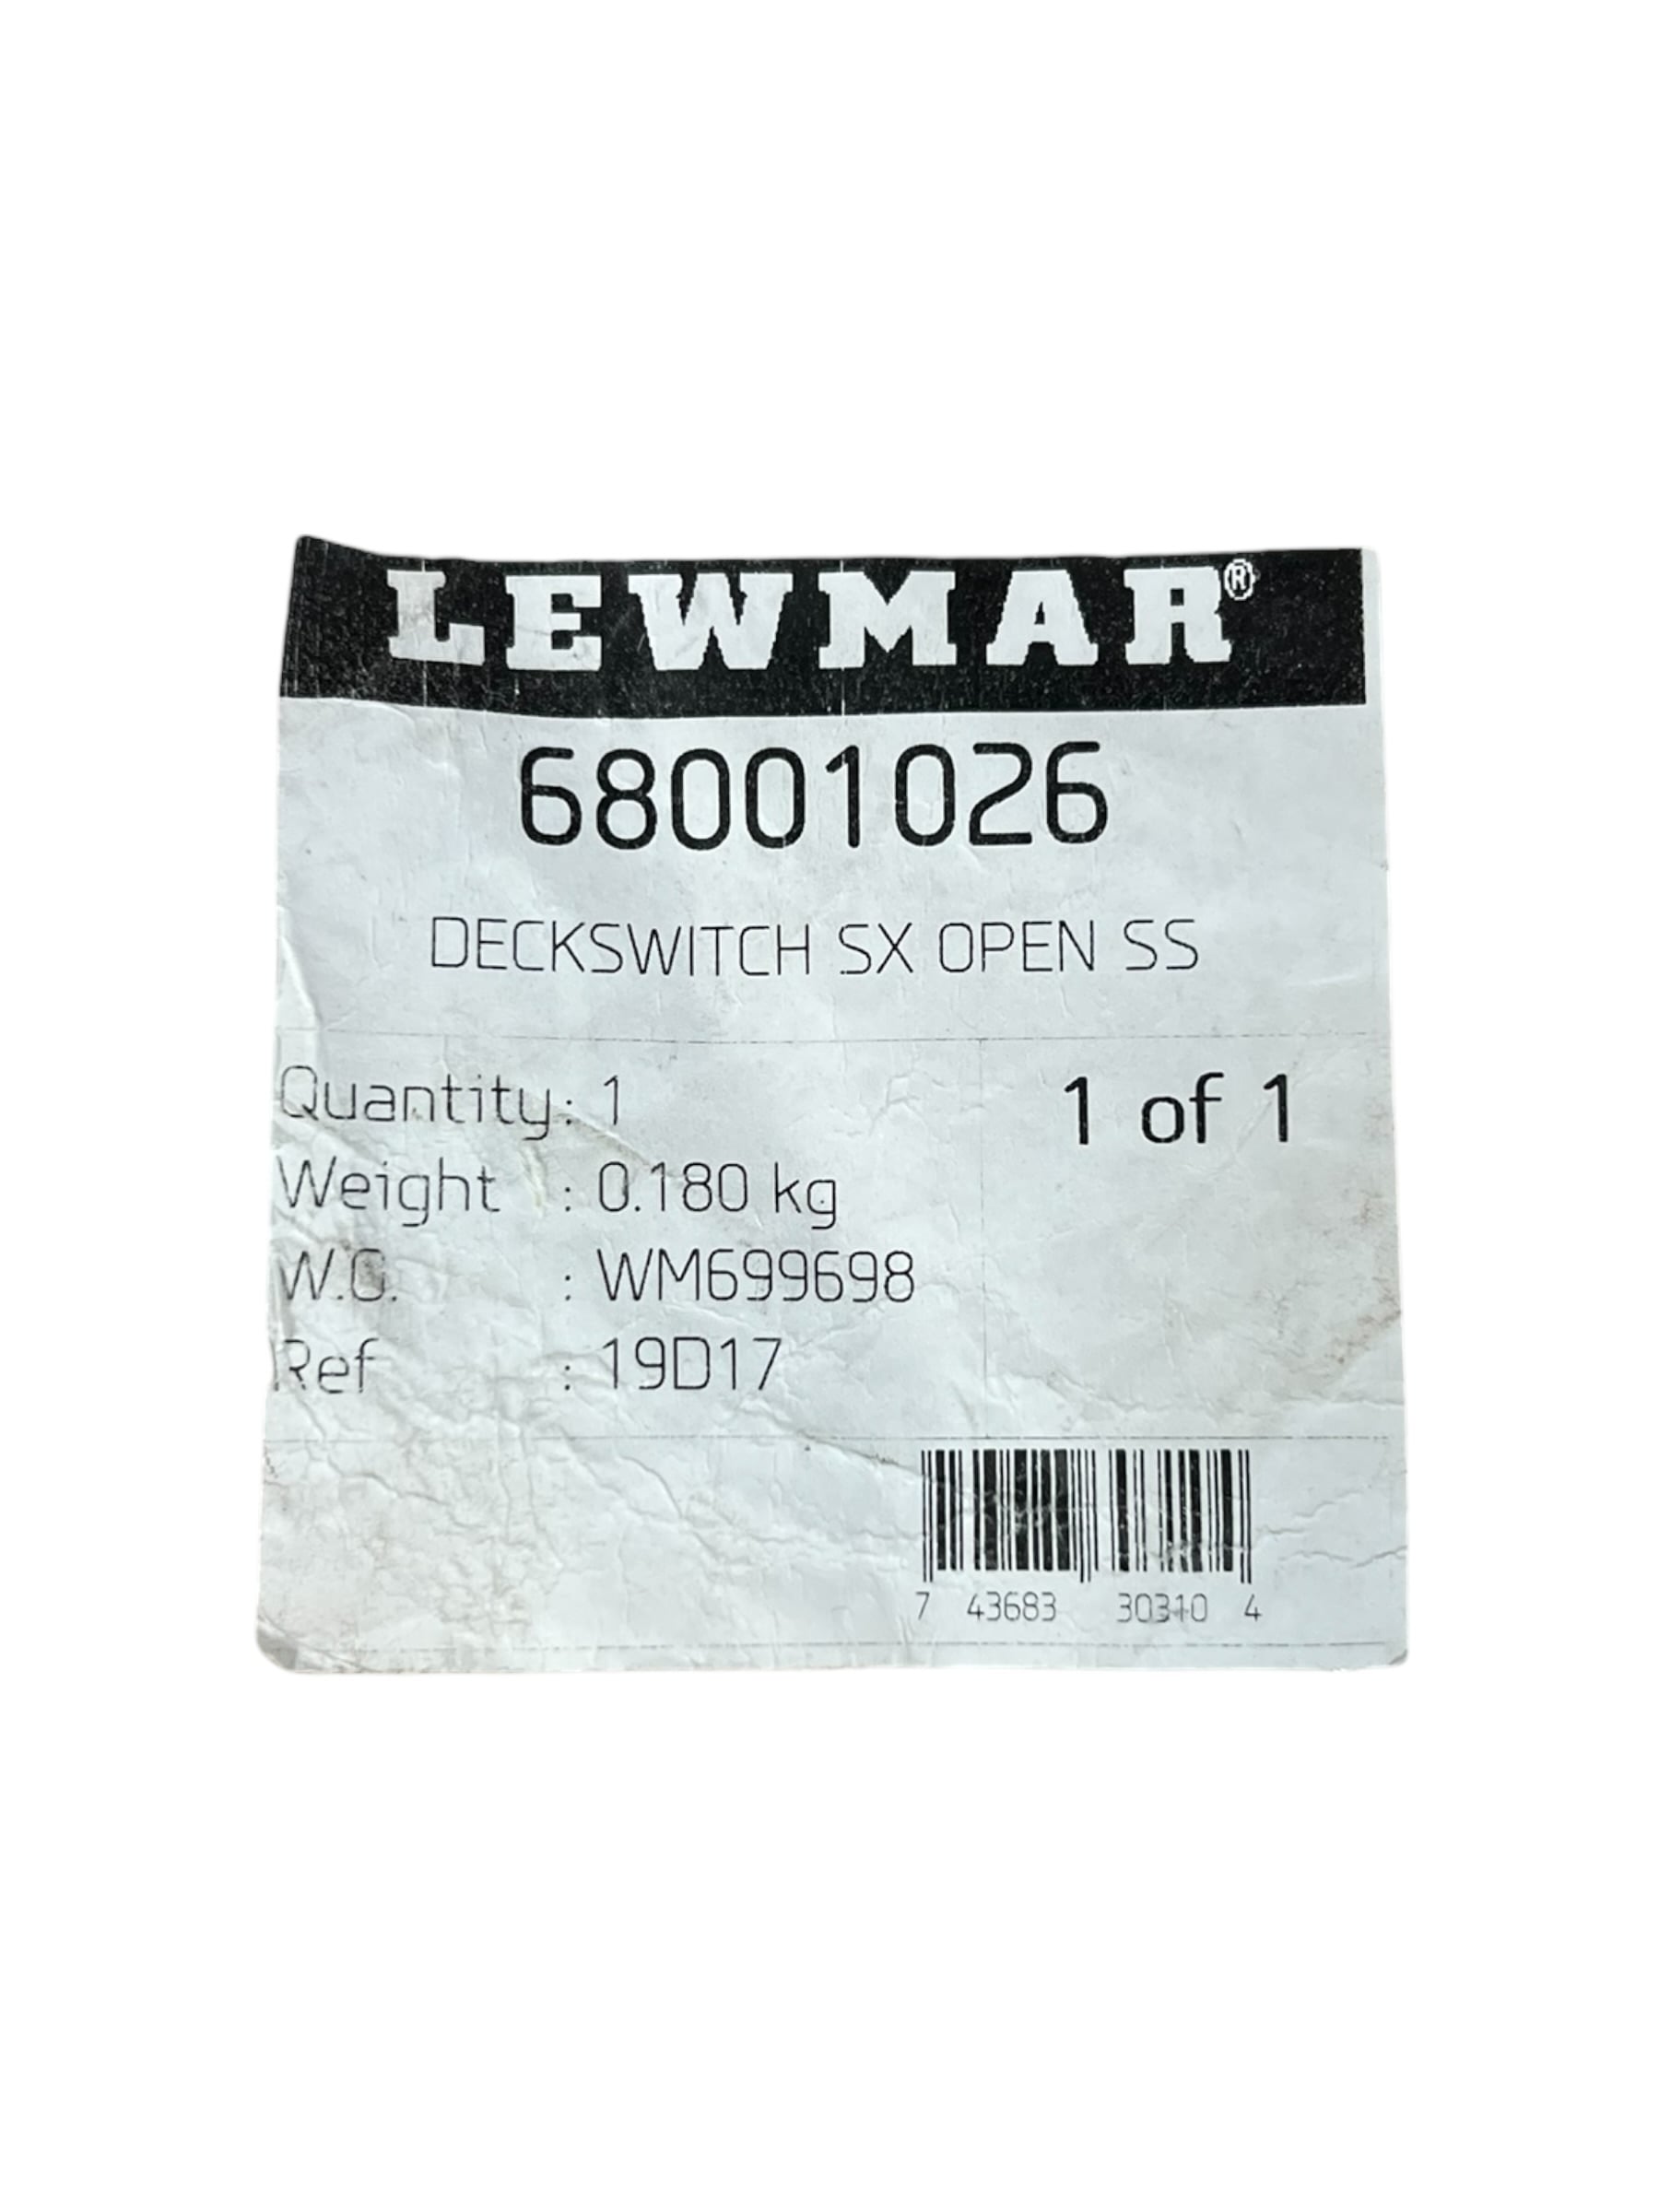 LEWMAR®
68001026
DECKSWITCH SX OPEN SS
Quantity: 1
1 of 1
Weight : 0.180 kg
W.O. : WM699698
Ref : 19D17
7 43683 30310 4